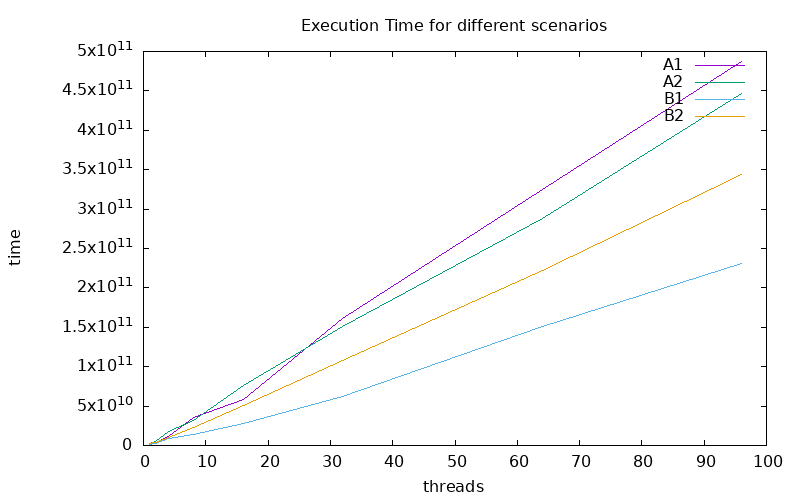 Execution Time for different scenarios
5x10^11
4.5x10^11
4x10^11
3.5x10^11
3x10^11
2.5x10^11
2x10^11
1.5x10^11
1x10^11
5x10^10
0
time
A1
A2
B1
B2
0 10 20 30 40 50 60 70 80 90 100
threads